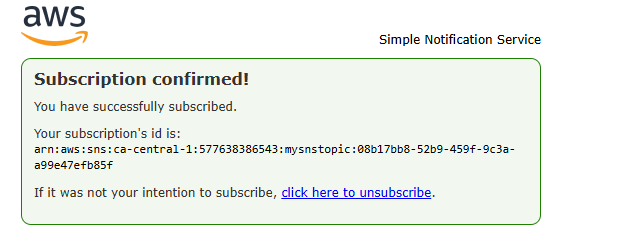 aws
Simple Notification Service
Subscription confirmed!
You have successfully subscribed.
Your subscription's id is:
arn:aws:sns:ca-central-1:577638386543:mysnstopic:08b17bb8-52b9-459f-9c3a-
a99e47efb85f
If it was not your intention to subscribe, click here to unsubscribe.